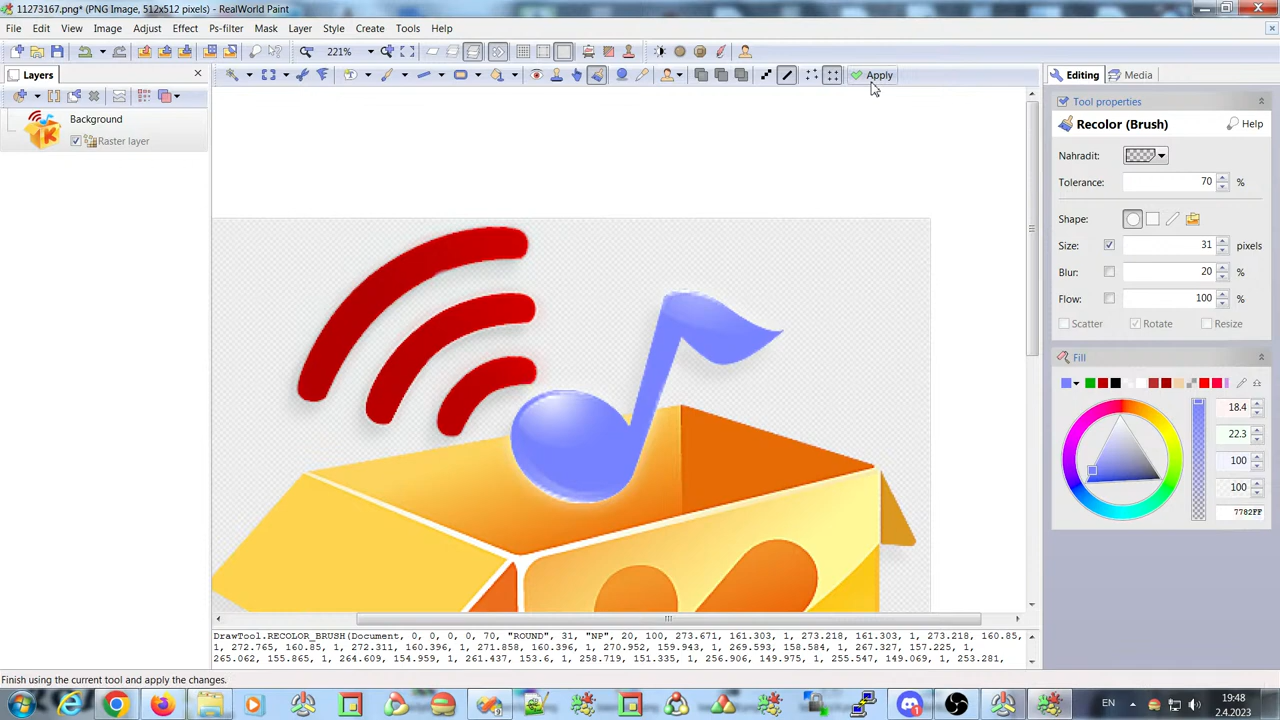 11273167.png* (PNG Image, 512x512 pixels) - RealWorld Paint
File Edit View Image Adjust Effect Ps-filter Mask Layer Style Create Tools Help
221%
Layers
Apply
Editing Media
Tool properties
Background
Raster layer
Recolor (Brush) Help
Nahradit:
Tolerance: 70 %
Shape:
Size: 31 pixels
Blur: 20 %
Flow: 100 %
Scatter Rotate Resize
Fill
18.4
22.3
100
100
7782FF
K
DrawTool.RECOLOR_BRUSH(Document, 0, 0, 0, 0, 70, "ROUND", 31, "NP", 20, 100, 273.671, 161.303, 1, 273.218, 161.303, 1, 273.218, 160.85,
1, 272.765, 160.85, 1, 272.311, 160.396, 1, 271.858, 160.396, 1, 270.952, 159.943, 1, 269.593, 158.584, 1, 267.327, 157.225, 1,
265.062, 155.865, 1, 264.609, 154.959, 1, 261.437, 153.6, 1, 258.719, 151.335, 1, 256.906, 149.975, 1, 255.547, 149.069, 1, 253.281,
Finish using the current tool and apply the changes.
EN
19:48
2.4.2023